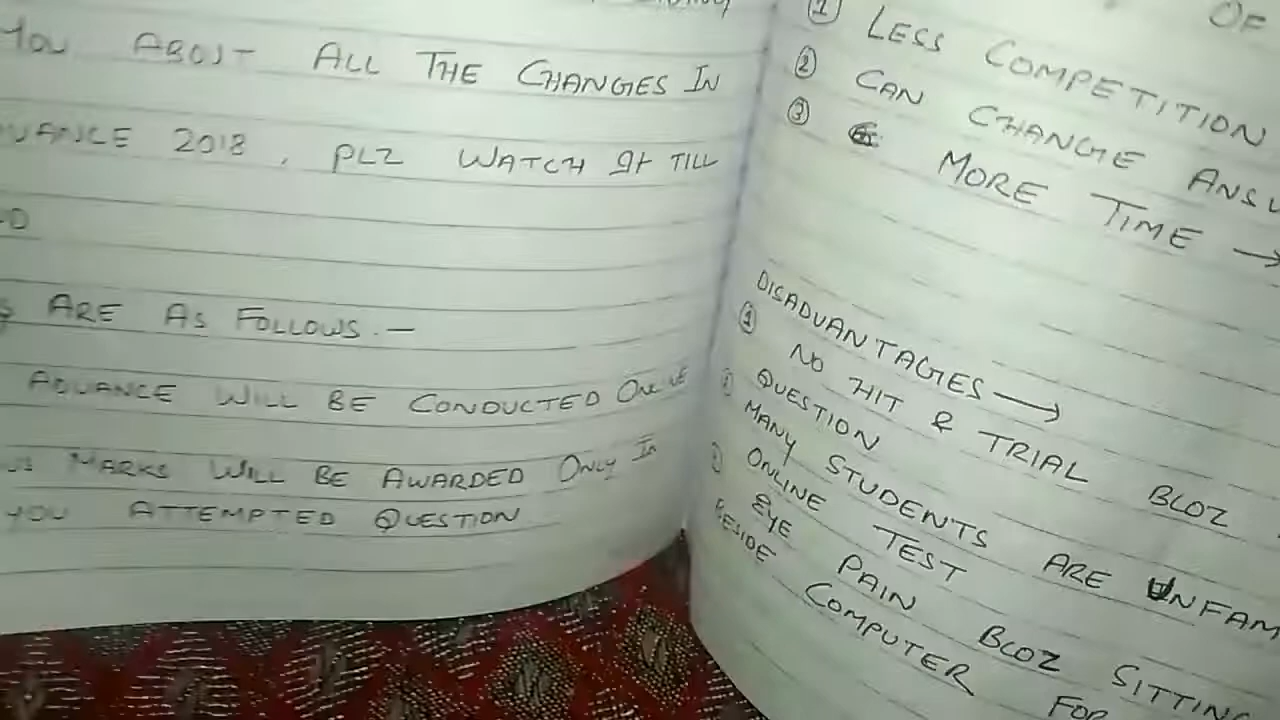 YOU ABOUT ALL THE CHANGES IN
VANCE 2018, PLZ WATCH It TILL
ARE AS FOLLOWS.—
ADVANCE WILL BE CONDUCTED ONLINE
MARKS WILL BE AWARDED ONLY IN
YOU ATTEMPTED QUESTION
OF
① LESS COMPETITION
② CAN CHANGE
③ MORE TIME →
DISADVANTAGES →
① NO HIT & TRIAL BCOZ
QUESTION
MANY STUDENTS ARE UNFAM
ONLINE TEST
EYE PAIN BCOZ SITTING
BESIDE COMPUTER FOR